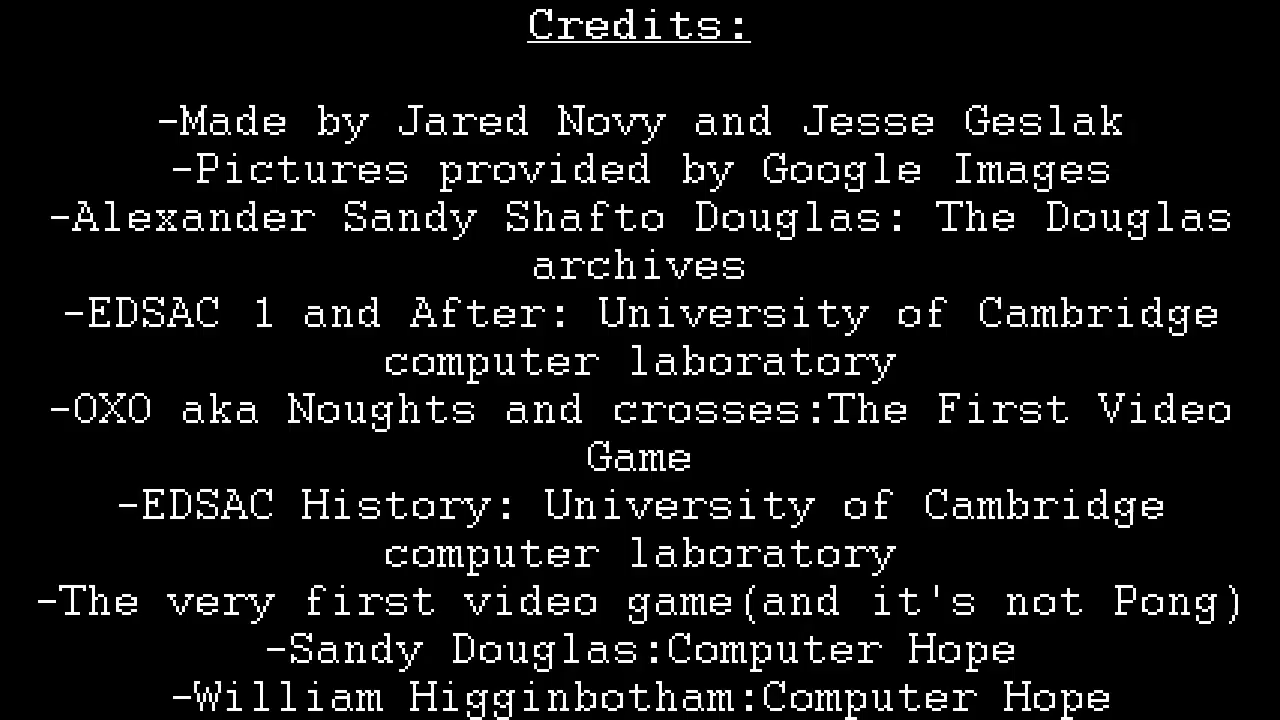 Credits:
-Made by Jared Novy and Jesse Geslak
-Pictures provided by Google Images
-Alexander Sandy Shafto Douglas: The Douglas
archives
-EDSAC 1 and After: University of Cambridge
computer laboratory
-OXO aka Noughts and crosses:The First Video
Game
-EDSAC History: University of Cambridge
computer laboratory
-The very first video game(and it's not Pong)
-Sandy Douglas:Computer Hope
-William Higginbotham:Computer Hope